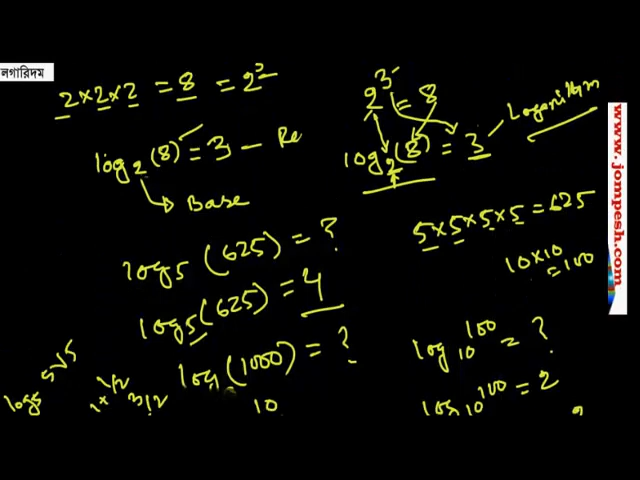 লগারিদম
2×2×2 = 8 = 2³
log₂(8) = 3 – Re
Base
log₅(625) = ?
log₅(625) = 4
log(1000) = ?
10
2³ = 8
Logarithm
log₂(8) = 3
5×5×5×5 = 625
10×10
= 100
log₁₀100 = ?
log₁₀100 = 2
www.jompesh.com